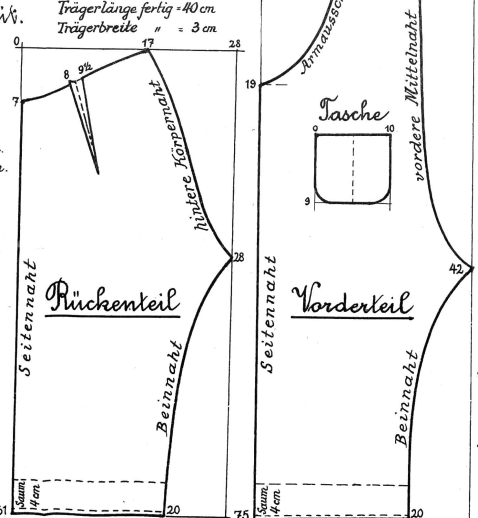 Trägerlänge fertig = 40 cm
Trägerbreite " = 3 cm
0
17
28
8 9½
7
hintere Körpernaht
28
Seitennaht
Rückenteil
Beinnaht
Saum
4 cm
20
Armaussc
19
vordere Mittelnaht
Tasche
0
10
9
42
Seitennaht
Vorderteil
Beinnaht
75
Saum
4 cm
20